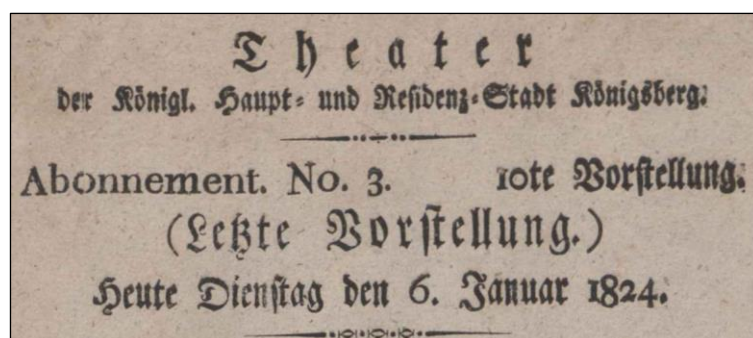 Theater
der Königl. Haupt- und Residenz-Stadt Königsberg.
Abonnement. No. 3. 10te Vorstellung.
(Letzte Vorstellung.)
Heute Dienstag den 6. Januar 1824.